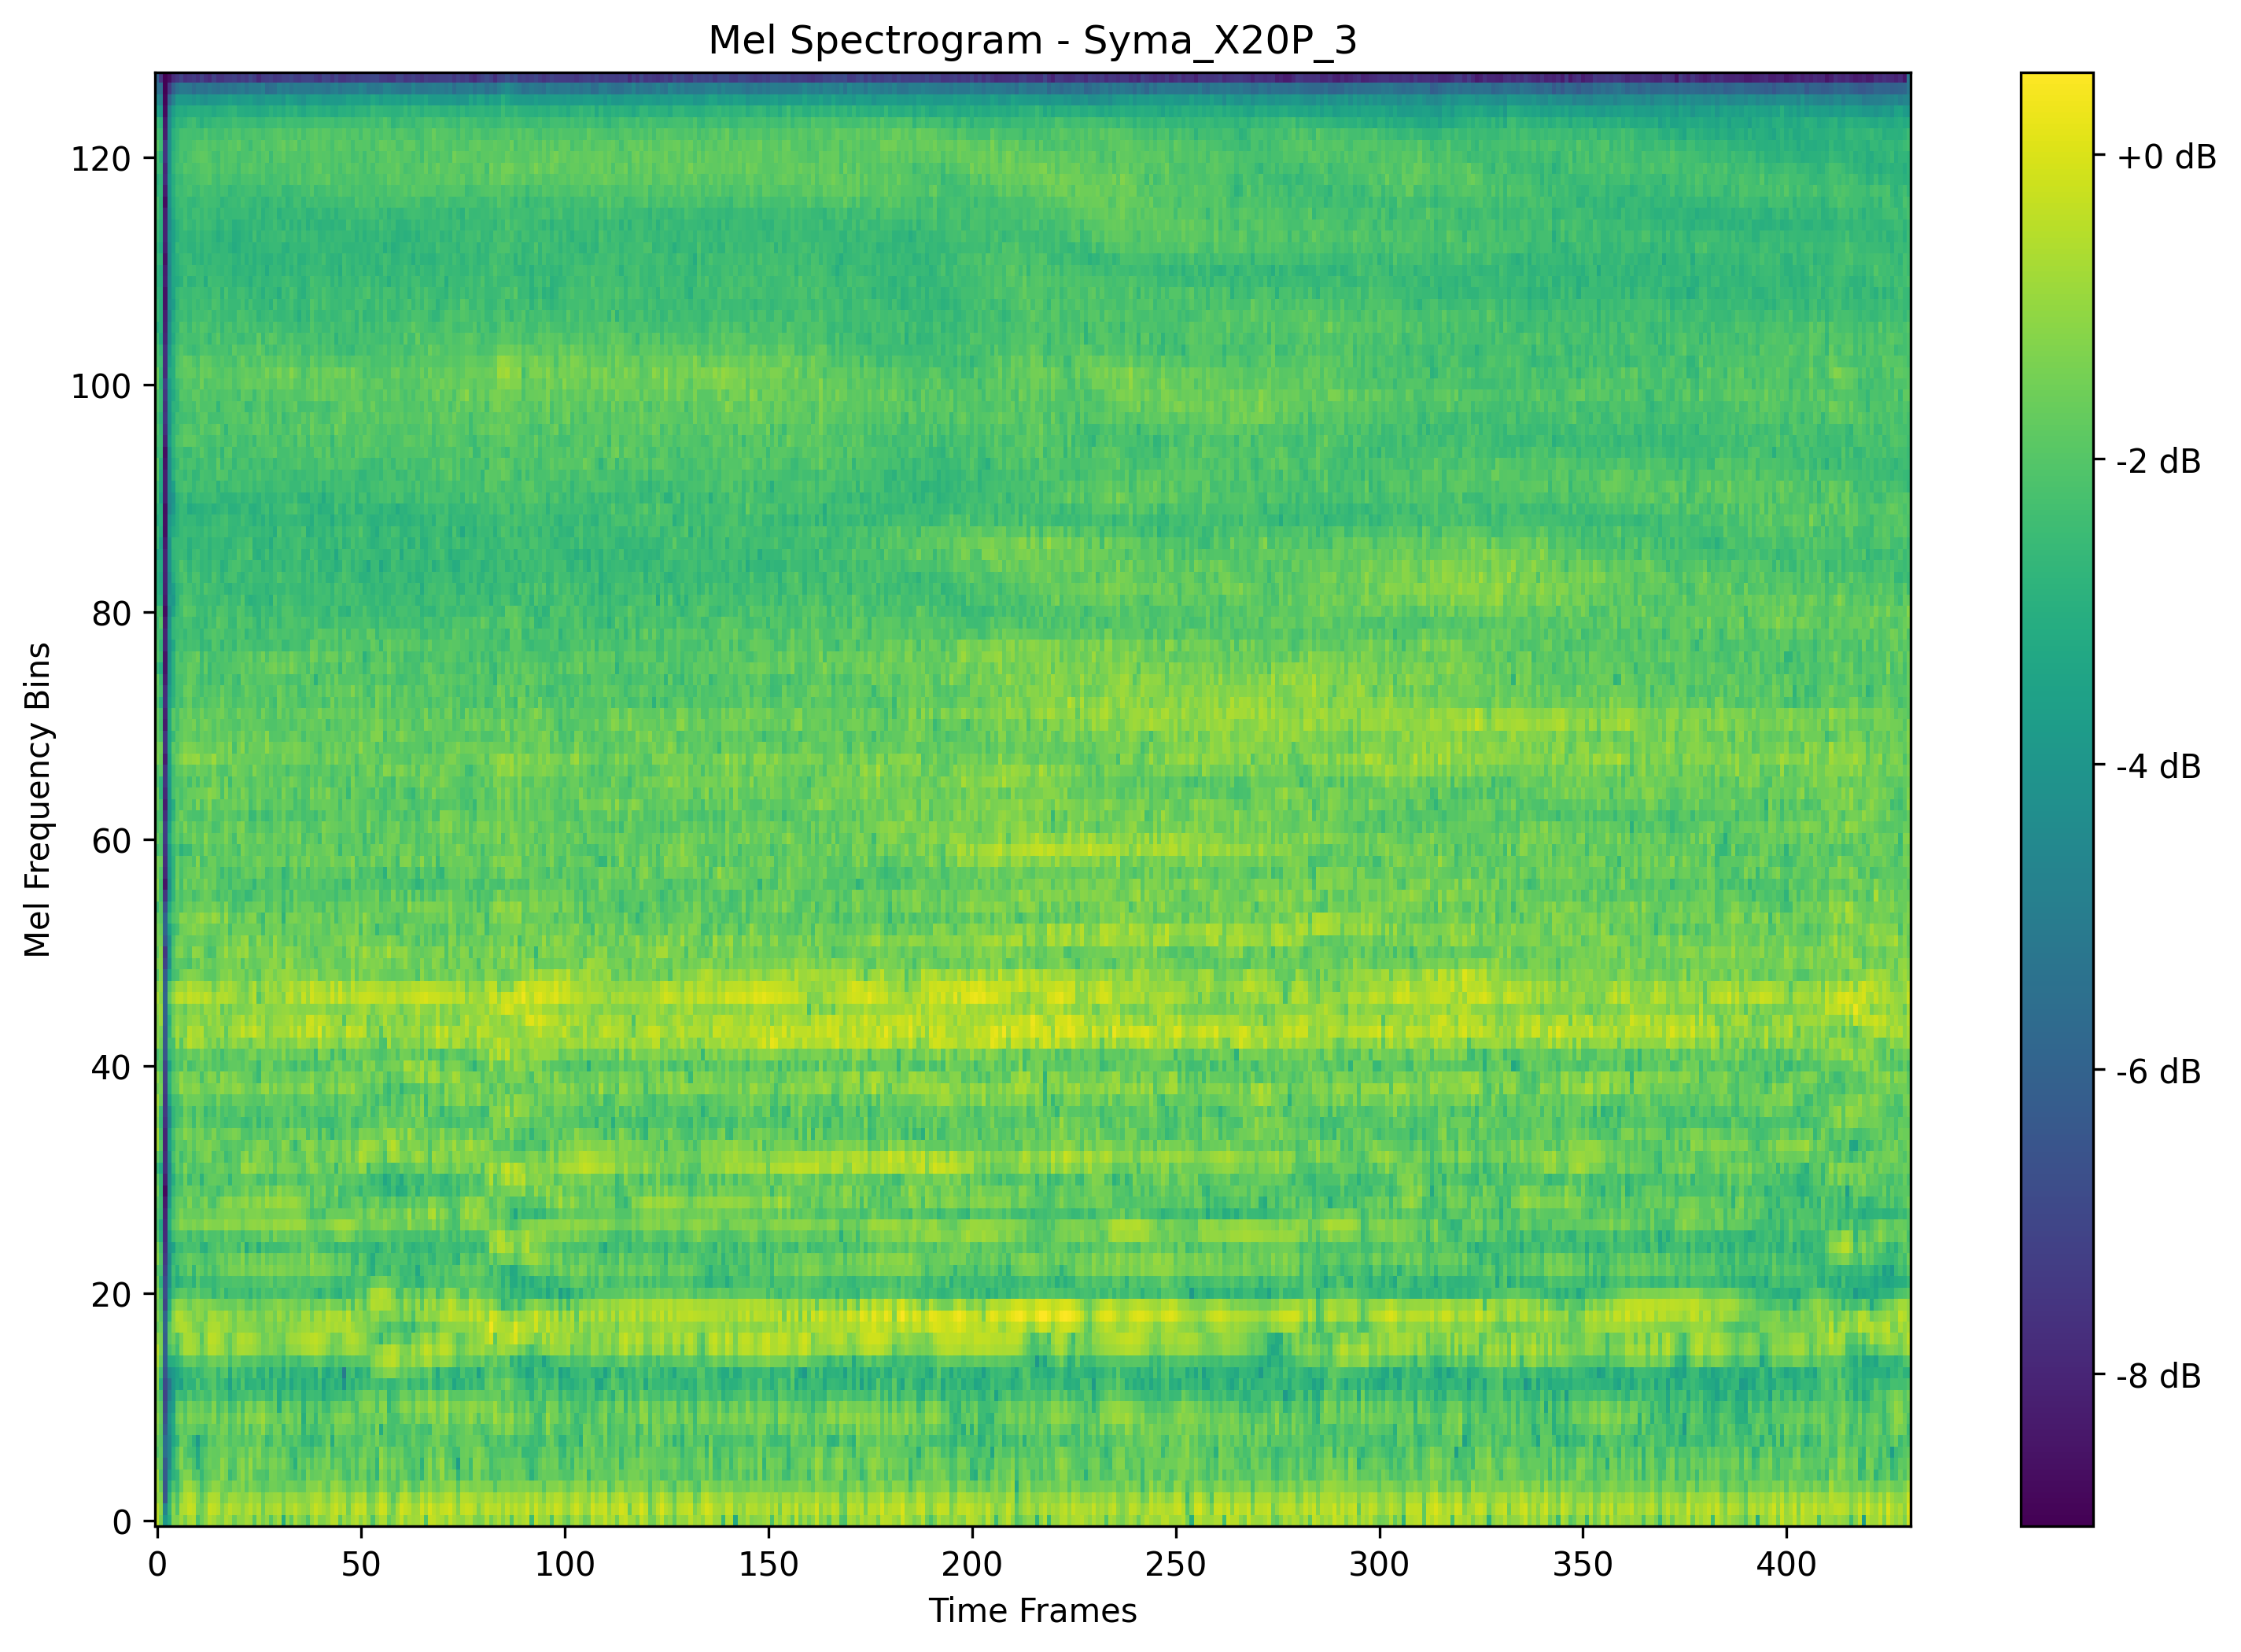 Mel Spectrogram - Syma_X20P_3
Mel Frequency Bins
120
100
80
60
40
20
0
0 50 100 150 200 250 300 350 400
Time Frames
+0 dB
-2 dB
-4 dB
-6 dB
-8 dB